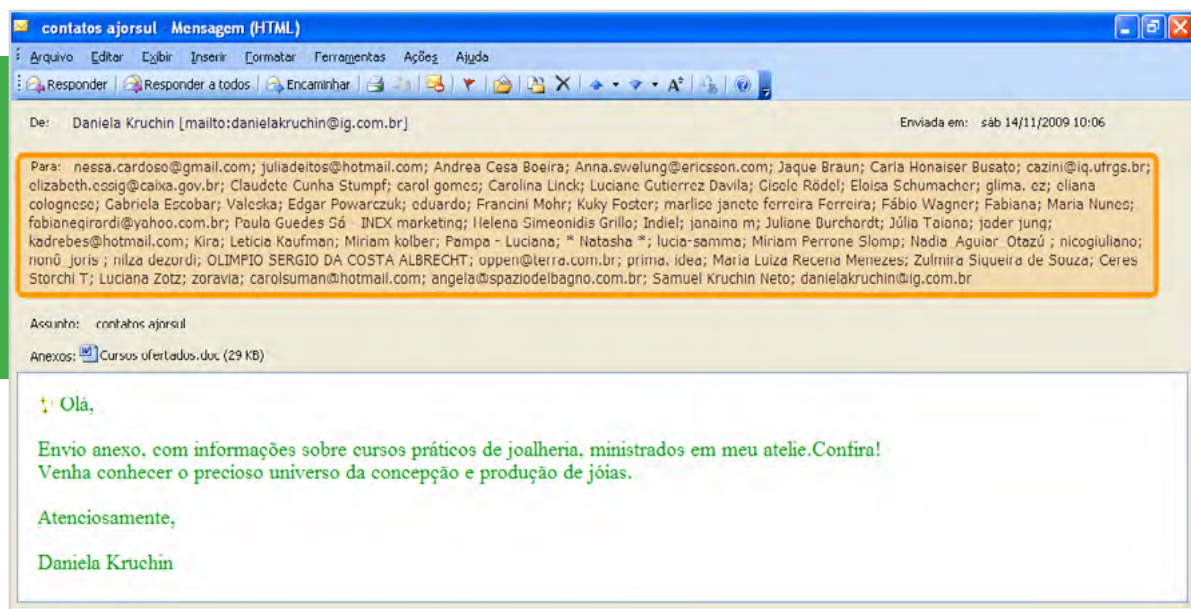 contatos ajorsul - Mensagem (HTML)
Arquivo Editar Exibir Inserir Formatar Ferramentas Ações Ajuda
Responder Responder a todos Encaminhar
De: Daniela Kruchin [mailto:danielakruchin@ig.com.br] Enviada em: sáb 14/11/2009 10:06
Para: nessa.cardoso@gmail.com; juliadeitos@hotmail.com; Andrea Cesa Boeira; Anna.swelung@ericsson.com; Jaque Braun; Carla Honaiser Busato; cazini@iq.ufrgs.br;
elizabeth.essig@caixa.gov.br; Claudete Cunha Stumpf; carol gomes; Carolina Linck; Luciane Gutierrez Davila; Gisele Rödel; Eloisa Schumacher; glima. ez; eliana
colognese; Gabriela Escobar; Valeska; Edgar Powarczuk; eduardo; Francini Mohr; Kuky Foster; marlise janete ferreira Ferreira; Fábio Wagner; Fabiana; Maria Nunes;
fabianegirardi@yahoo.com.br; Paula Guedes Sá - INEX marketing; Helena Simeonidis Grillo; Indiel; janaina m; Juliane Burchardt; Júlia Taiana; jader jung;
kadrebes@hotmail.com; Kira; Leticia Kaufman; Miriam kolber; Pampa - Luciana; * Natasha *; lucia-samma; Miriam Perrone Slomp; Nadia_Aguiar_Otazú ; nicogiuliano;
nonô_joris ; nilza dezordi; OLIMPIO SERGIO DA COSTA ALBRECHT; oppen@terra.com.br; prima. idea; Maria Luiza Recena Menezes; Zulmira Siqueira de Souza; Ceres
Storchi T; Luciana Zotz; zoravia; carolsuman@hotmail.com; angela@spaziodelbagno.com.br; Samuel Kruchin Neto; danielakruchin@ig.com.br
Assunto: contatos ajorsul
Anexos: Cursos ofertados.doc (29 KB)
Olá,
Envio anexo, com informações sobre cursos práticos de joalheria, ministrados em meu atelie.Confira!
Venha conhecer o precioso universo da concepção e produção de jóias.
Atenciosamente,
Daniela Kruchin